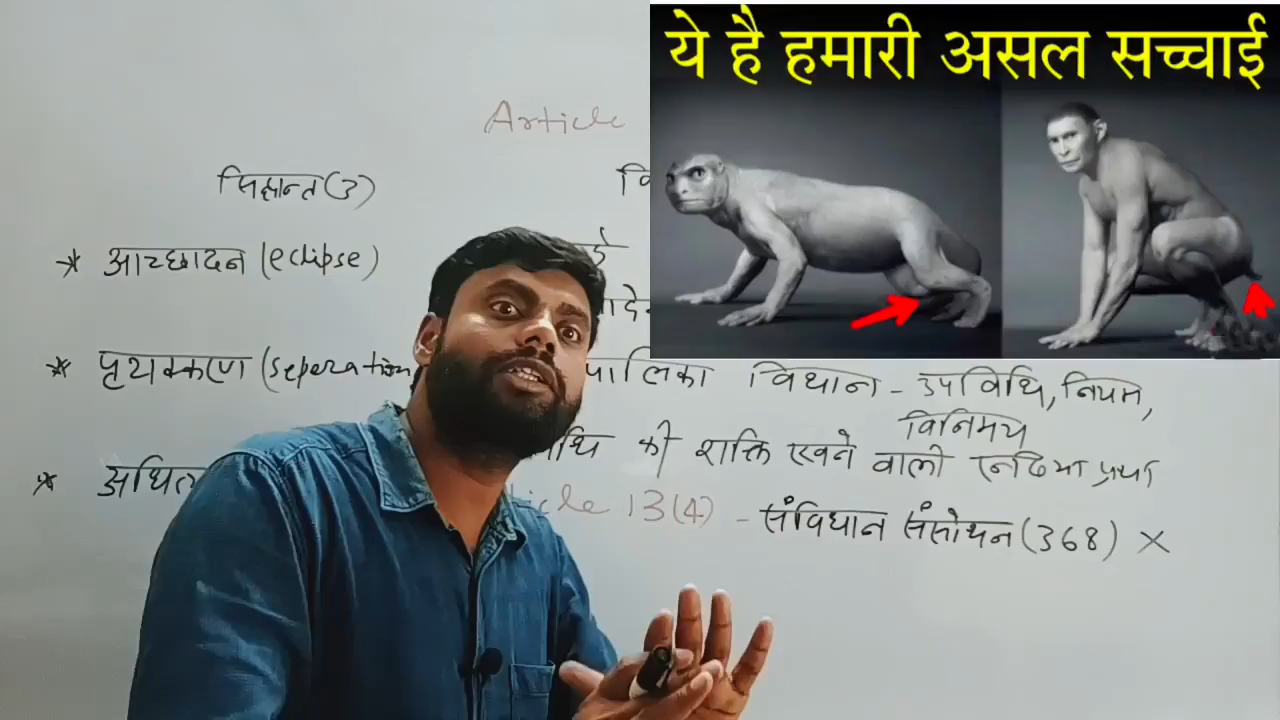 ये है हमारी असल सच्चाई
Article
सिद्धान्त (3)
* आच्छादन (eclipse)
* पृथक्करण (seperation
पालिका विधान - उपविधि, नियम,
विनिमय
की शक्ति रखने वाली रूढिया प्रथा
* 
13(4) - संविधान संसोधन (368) ×